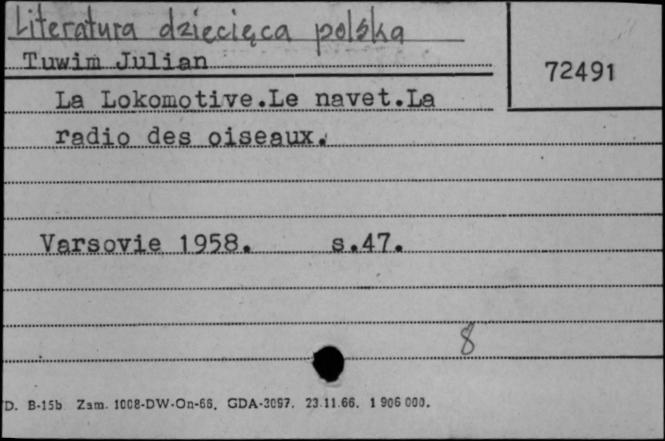 Literatura dziecięca polska
Tuwim Julian
72491
La Lokomotive.Le navet.La
radio des oiseaux.
Varsovie 1958. s.47.
8
D. B-15b Zam. 1008-DW-On-66. GDA-3097. 23.11.66. 1 906 000.